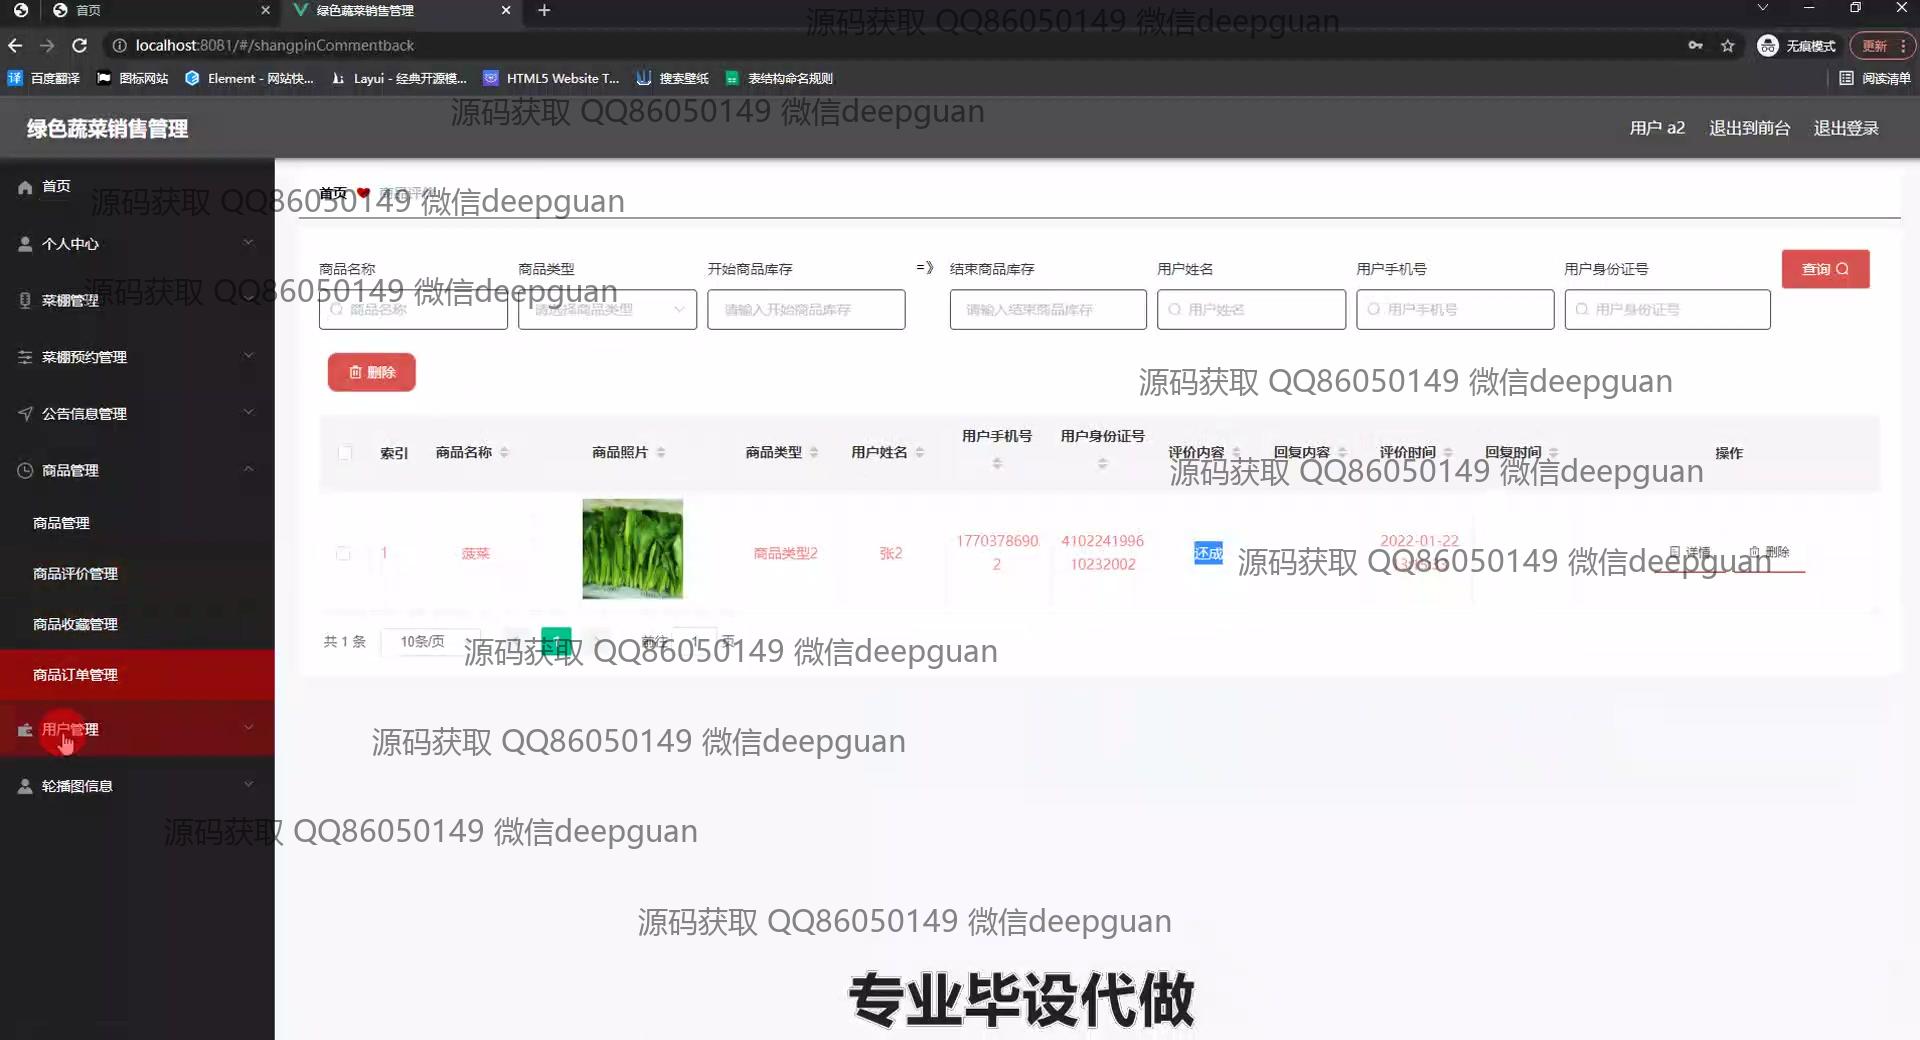 首页
绿色蔬菜销售管理
localhost:8081/#/shangpinCommentback
无痕模式
更新
百度翻译
图标网站
Element - 网站快...
Layui - 经典开源模...
HTML5 Website T...
搜索壁纸
表结构命名规则
阅读清单
源码获取 QQ86050149 微信deepguan
源码获取 QQ86050149 微信deepguan
绿色蔬菜销售管理
用户 a2
退出到前台
退出登录
首页
个人中心
菜棚管理
菜棚预约管理
公告信息管理
商品管理
商品管理
商品评价管理
商品收藏管理
商品订单管理
用户管理
轮播图信息
首页
商品评价
源码获取 QQ86050149 微信deepguan
商品名称
商品类型
开始商品库存
=》
结束商品库存
用户姓名
用户手机号
用户身份证号
查询
源码获取 QQ86050149 微信deepguan
商品名称
请选择商品类型
请输入开始商品库存
请输入结束商品库存
用户姓名
用户手机号
用户身份证号
删除
源码获取 QQ86050149 微信deepguan
索引
商品名称
商品照片
商品类型
用户姓名
用户手机号
用户身份证号
评价内容
回复内容
评价时间
回复时间
操作
源码获取 QQ86050149 微信deepguan
1
菠菜
商品类型2
张2
1770378690
2
4102241996
10232002
还成
2022-01-22
详情
删除
源码获取 QQ86050149 微信deepguan
共 1 条
10条/页
1
前往
1
页
源码获取 QQ86050149 微信deepguan
源码获取 QQ86050149 微信deepguan
源码获取 QQ86050149 微信deepguan
源码获取 QQ86050149 微信deepguan
专业毕设代做